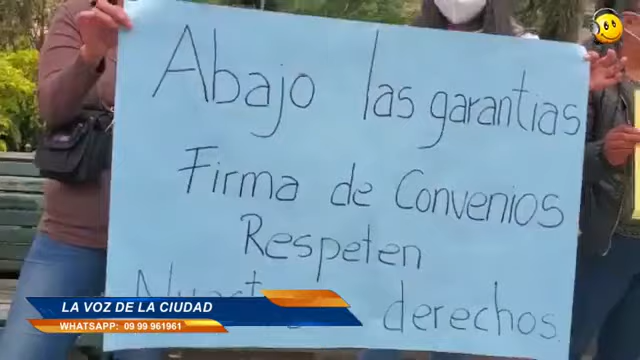 Abajo las garantias
Firma de Convenios
Respeten
derechos.
LA VOZ DE LA CIUDAD
WHATSAPP: 09 99 961961